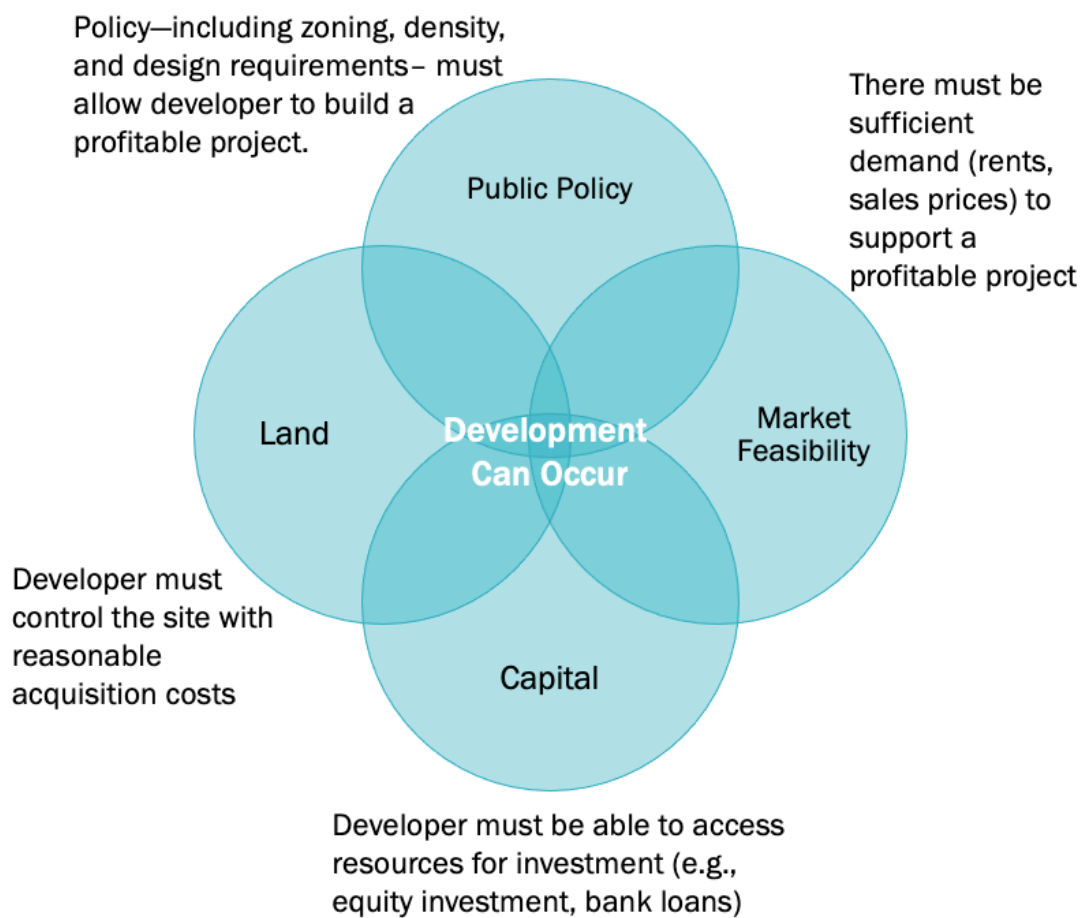 Policy—including zoning, density,
and design requirements– must
allow developer to build a
profitable project.
There must be
sufficient
demand (rents,
sales prices) to
support a
profitable project
Public Policy
Land
Development
Can Occur
Market
Feasibility
Developer must
control the site with
reasonable
acquisition costs
Capital
Developer must be able to access
resources for investment (e.g.,
equity investment, bank loans)